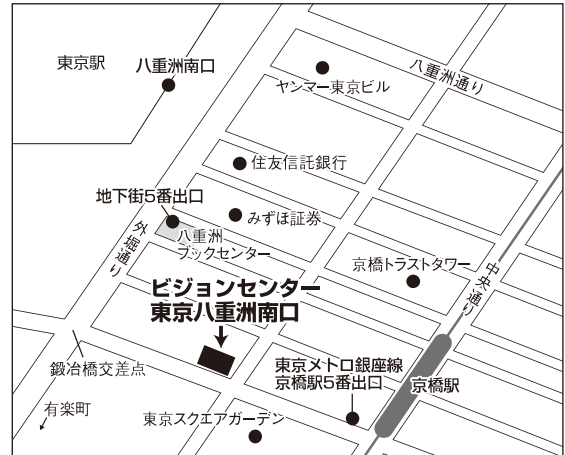 東京駅
八重洲南口
八重洲通り
ヤンマー東京ビル
住友信託銀行
地下街5番出口
みずほ証券
八重洲
ブックセンター
外堀通り
京橋トラストタワー
中央通り
ビジョンセンター
東京八重洲南口
鍛冶橋交差点
東京メトロ銀座線
京橋駅5番出口
京橋駅
有楽町
東京スクエアガーデン